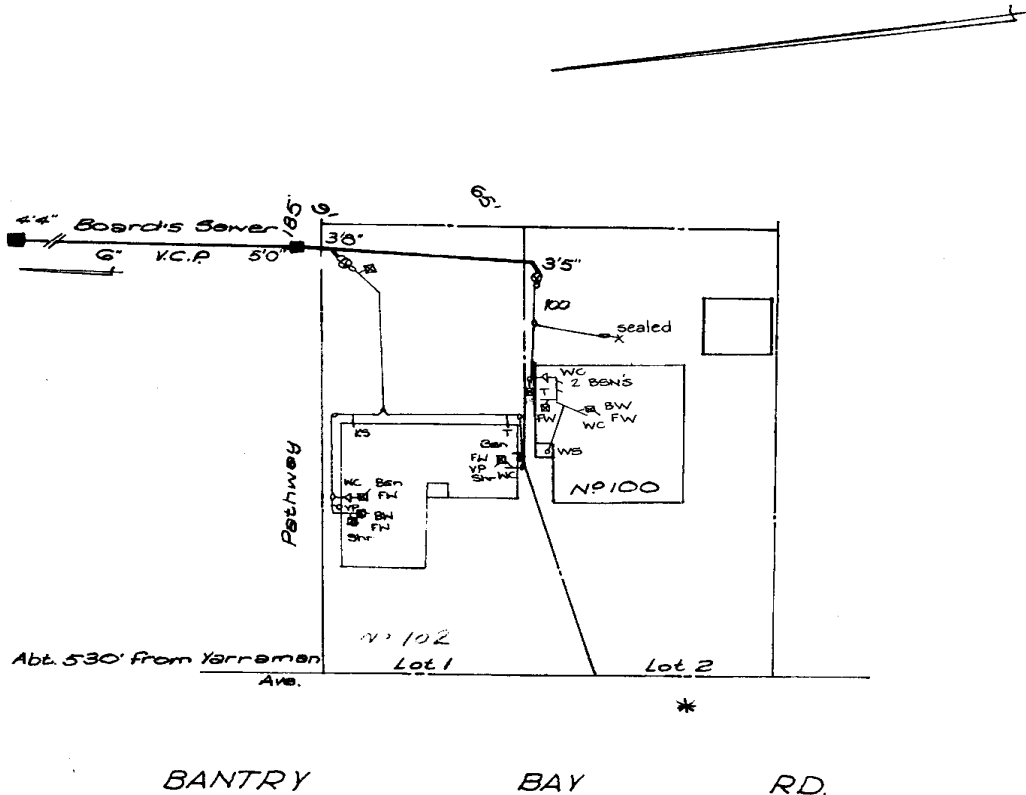 65'
185'
9'
4'4" Board's Sewer
6" V.C.P. 5'0"
3'8"
3'5"
100
sealed
WC
2 BSN'S
T
FW
BW
WC FW
WS
Nº 100
KS
T
Bsn
FW
VP
Shr WC
WC Bsn
FW
VP BW
FW
Shr
Pathway
Nº 102
Abt. 530' from Yarraman
Ave.
Lot 1
Lot 2
*
BANTRY BAY RD.